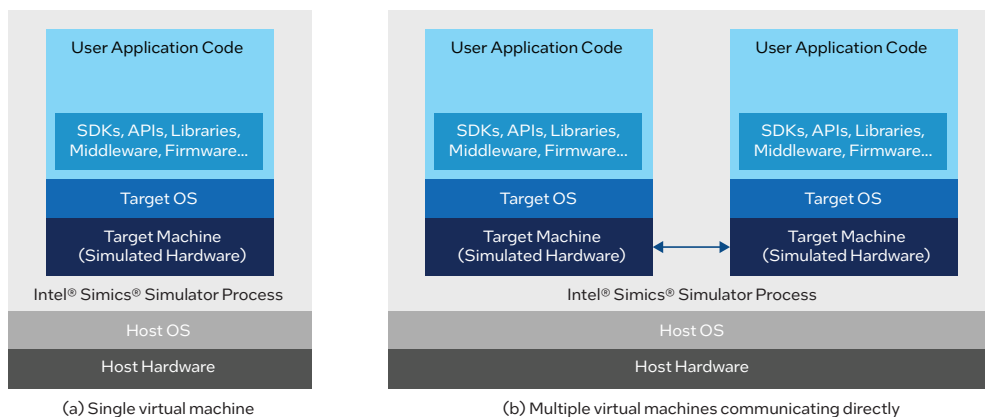 User Application Code
SDKs, APIs, Libraries,
Middleware, Firmware...
Target OS
Target Machine
(Simulated Hardware)
Intel® Simics® Simulator Process
Host OS
Host Hardware
(a) Single virtual machine
User Application Code
SDKs, APIs, Libraries,
Middleware, Firmware...
Target OS
Target Machine
(Simulated Hardware)
User Application Code
SDKs, APIs, Libraries,
Middleware, Firmware...
Target OS
Target Machine
(Simulated Hardware)
Intel® Simics® Simulator Process
Host OS
Host Hardware
(b) Multiple virtual machines communicating directly